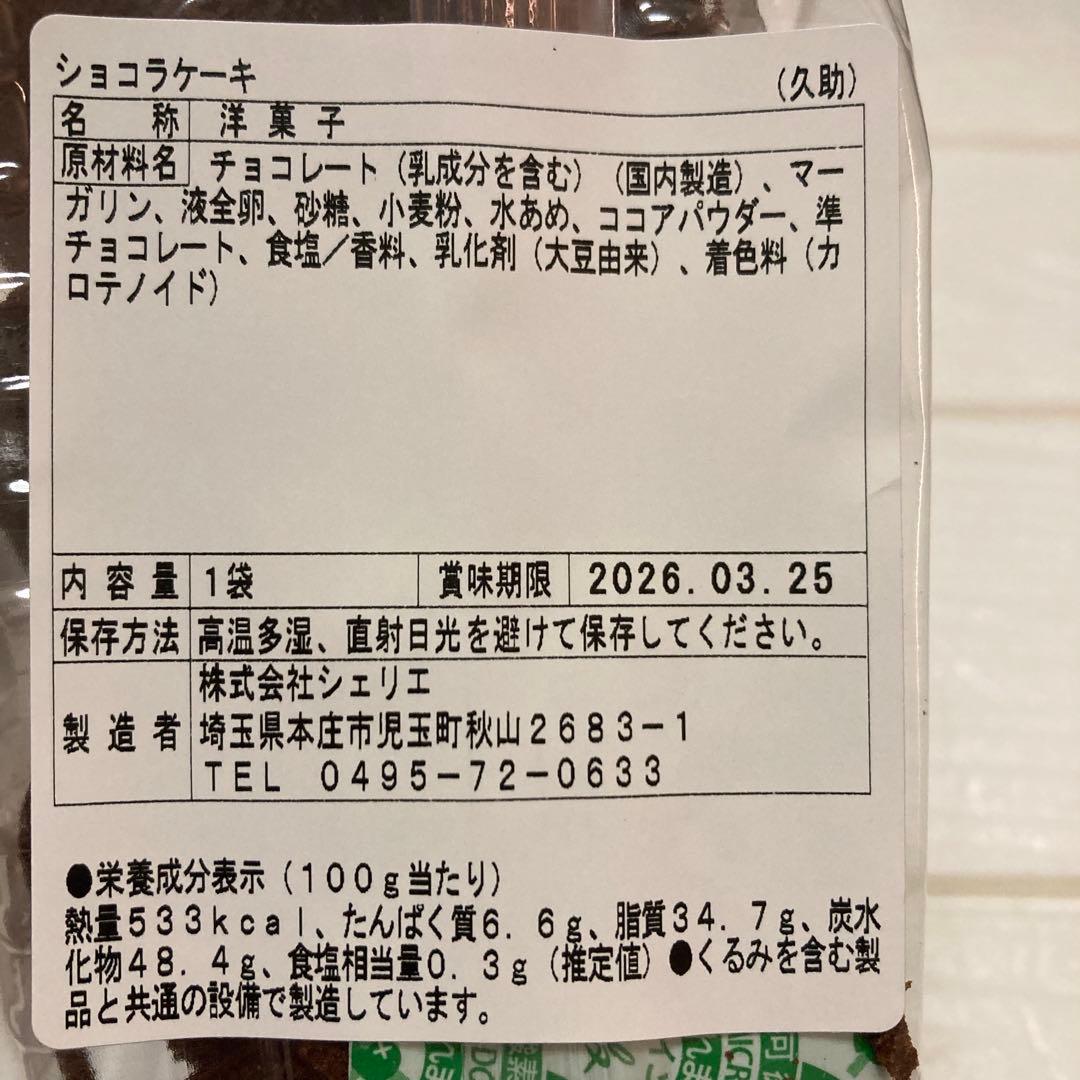 ショコラケーキ (久助)
名称 洋菓子
原材料名 チョコレート(乳成分を含む)(国内製造)、マー
ガリン、液全卵、砂糖、小麦粉、水あめ、ココアパウダー、準
チョコレート、食塩/香料、乳化剤(大豆由来)、着色料(カ
ロテノイド)
内容量 1袋 賞味期限 2026.03.25
保存方法 高温多湿、直射日光を避けて保存してください。
製造者 株式会社シェリエ
埼玉県本庄市児玉町秋山2683-1
TEL 0495-72-0633
●栄養成分表示(100g当たり)
熱量533kcal、たんぱく質6.6g、脂質34.7g、炭水
化物48.4g、食塩相当量0.3g(推定値)●くるみを含む製
品と共通の設備で製造しています。